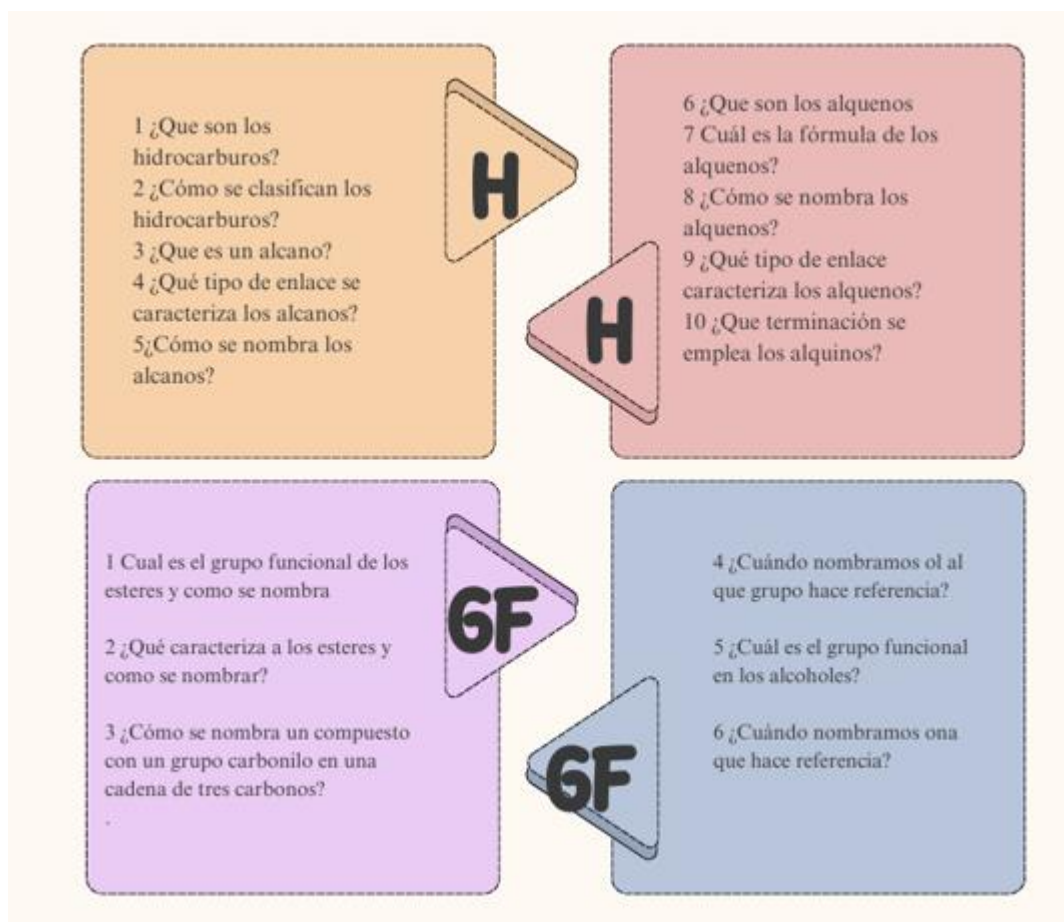 1 ¿Que son los
hidrocarburos?
2 ¿Cómo se clasifican los
hidrocarburos?
3 ¿Que es un alcano?
4 ¿Qué tipo de enlace se
caracteriza los alcanos?
5¿Cómo se nombra los
alcanos?
H
6 ¿Que son los alquenos
7 Cuál es la fórmula de los
alquenos?
8 ¿Cómo se nombra los
alquenos?
9 ¿Qué tipo de enlace
caracteriza los alquenos?
10 ¿Que terminación se
emplea los alquinos?
H
1 Cual es el grupo funcional de los
esteres y como se nombra
2 ¿Qué caracteriza a los esteres y
como se nombrar?
3 ¿Cómo se nombra un compuesto
con un grupo carbonilo en una
cadena de tres carbonos?
.
GF
4 ¿Cuándo nombramos ol al
que grupo hace referencia?
5 ¿Cuál es el grupo funcional
en los alcoholes?
6 ¿Cuándo nombramos ona
que hace referencia?
GF